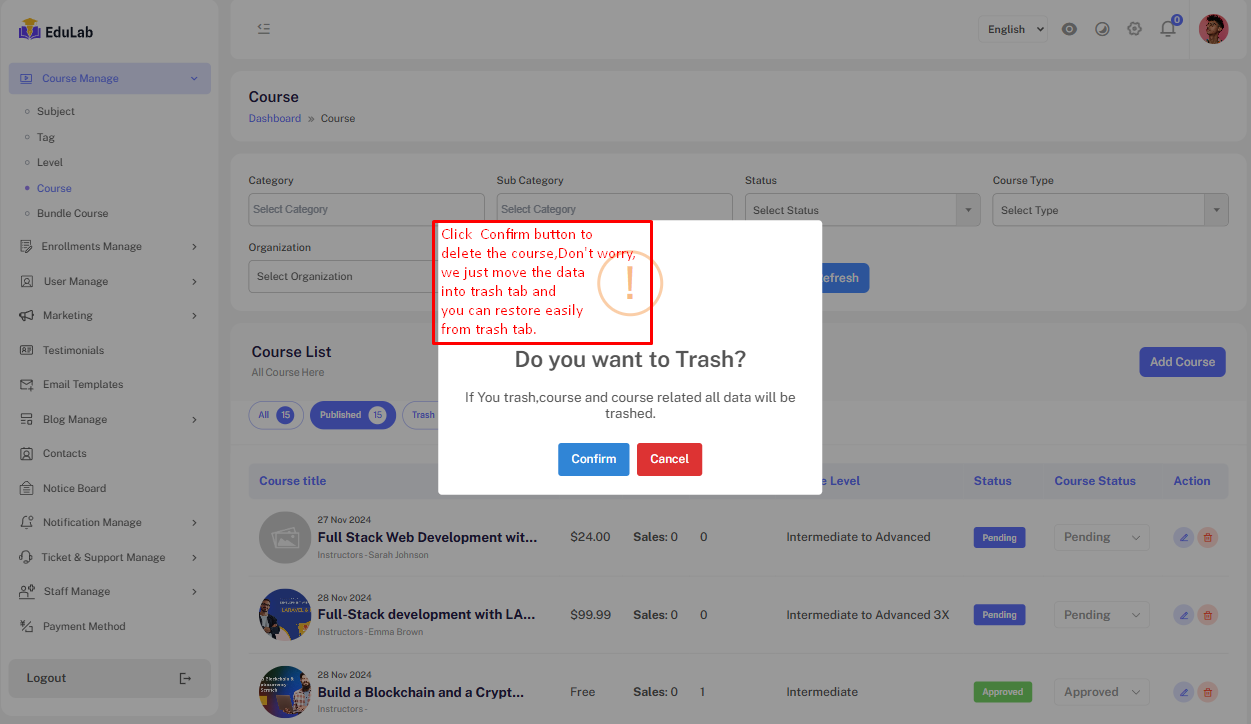 EduLab
English
0
Course Manage
Subject
Tag
Level
Course
Bundle Course
Enrollments Manage
User Manage
Marketing
Testimonials
Email Templates
Blog Manage
Contacts
Notice Board
Notification Manage
Ticket & Support Manage
Staff Manage
Payment Method
Logout
Course
Dashboard » Course
Category
Sub Category
Status
Course Type
Select Category
Select Category
Select Status
Select Type
Organization
Select Organization
efresh
Click Confirm button to
delete the course,Don't worry,
we just move the data
into trash tab and
you can restore easily
from trash tab.
!
Do you want to Trash?
If You trash,course and course related all data will be
trashed.
Confirm
Cancel
Course List
All Course Here
Add Course
All 15
Published 15
Trash
Course title
e Level
Status
Course Status
Action
27 Nov 2024
Full Stack Web Development wit...
Instructors - Sarah Johnson
$24.00
Sales: 0
0
Intermediate to Advanced
Pending
Pending
28 Nov 2024
Full-Stack development with LA...
Instructors - Emma Brown
$99.99
Sales: 0
0
Intermediate to Advanced 3X
Pending
Pending
28 Nov 2024
Build a Blockchain and a Crypt...
Instructors -
Free
Sales: 0
1
Intermediate
Approved
Approved